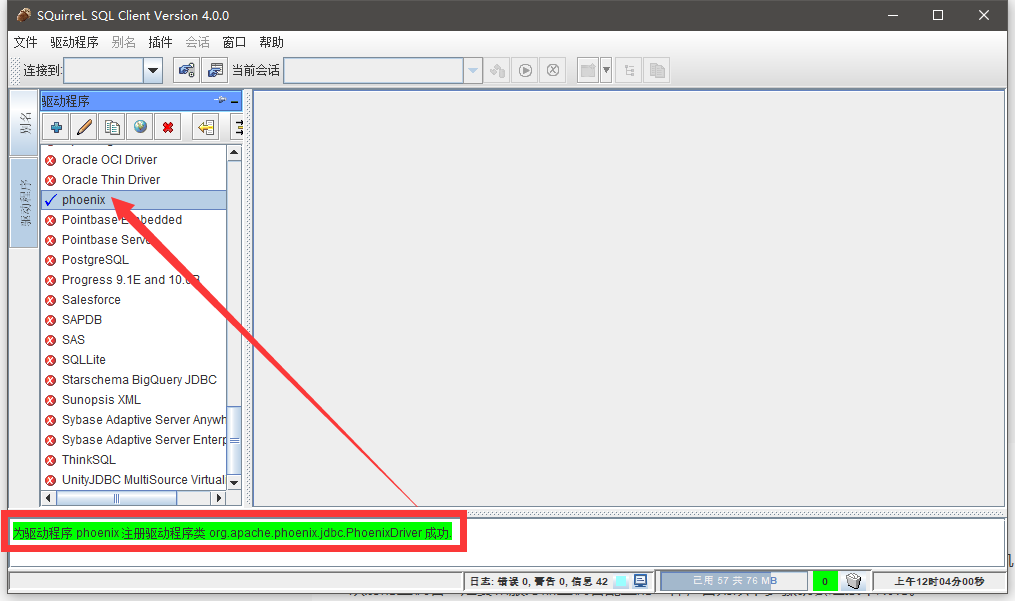 SQuirreL SQL Client Version 4.0.0
文件 驱动程序 别名 插件 会话 窗口 帮助
连接到: 当前会话
别名
驱动程序
驱动程序
Oracle OCI Driver
Oracle Thin Driver
phoenix
Pointbase Embedded
Pointbase Server
PostgreSQL
Progress 9.1E and 10.0B
Salesforce
SAPDB
SAS
SQLLite
Starschema BigQuery JDBC
Sunopsis XML
Sybase Adaptive Server Anywh
Sybase Adaptive Server Enterp
ThinkSQL
UnityJDBC MultiSource Virtual
为驱动程序 phoenix 注册驱动程序类 org.apache.phoenix.jdbc.PhoenixDriver 成功.
日志: 错误 0, 警告 0, 信息 42 已用 57 共 76 MB 0 上午12时04分00秒